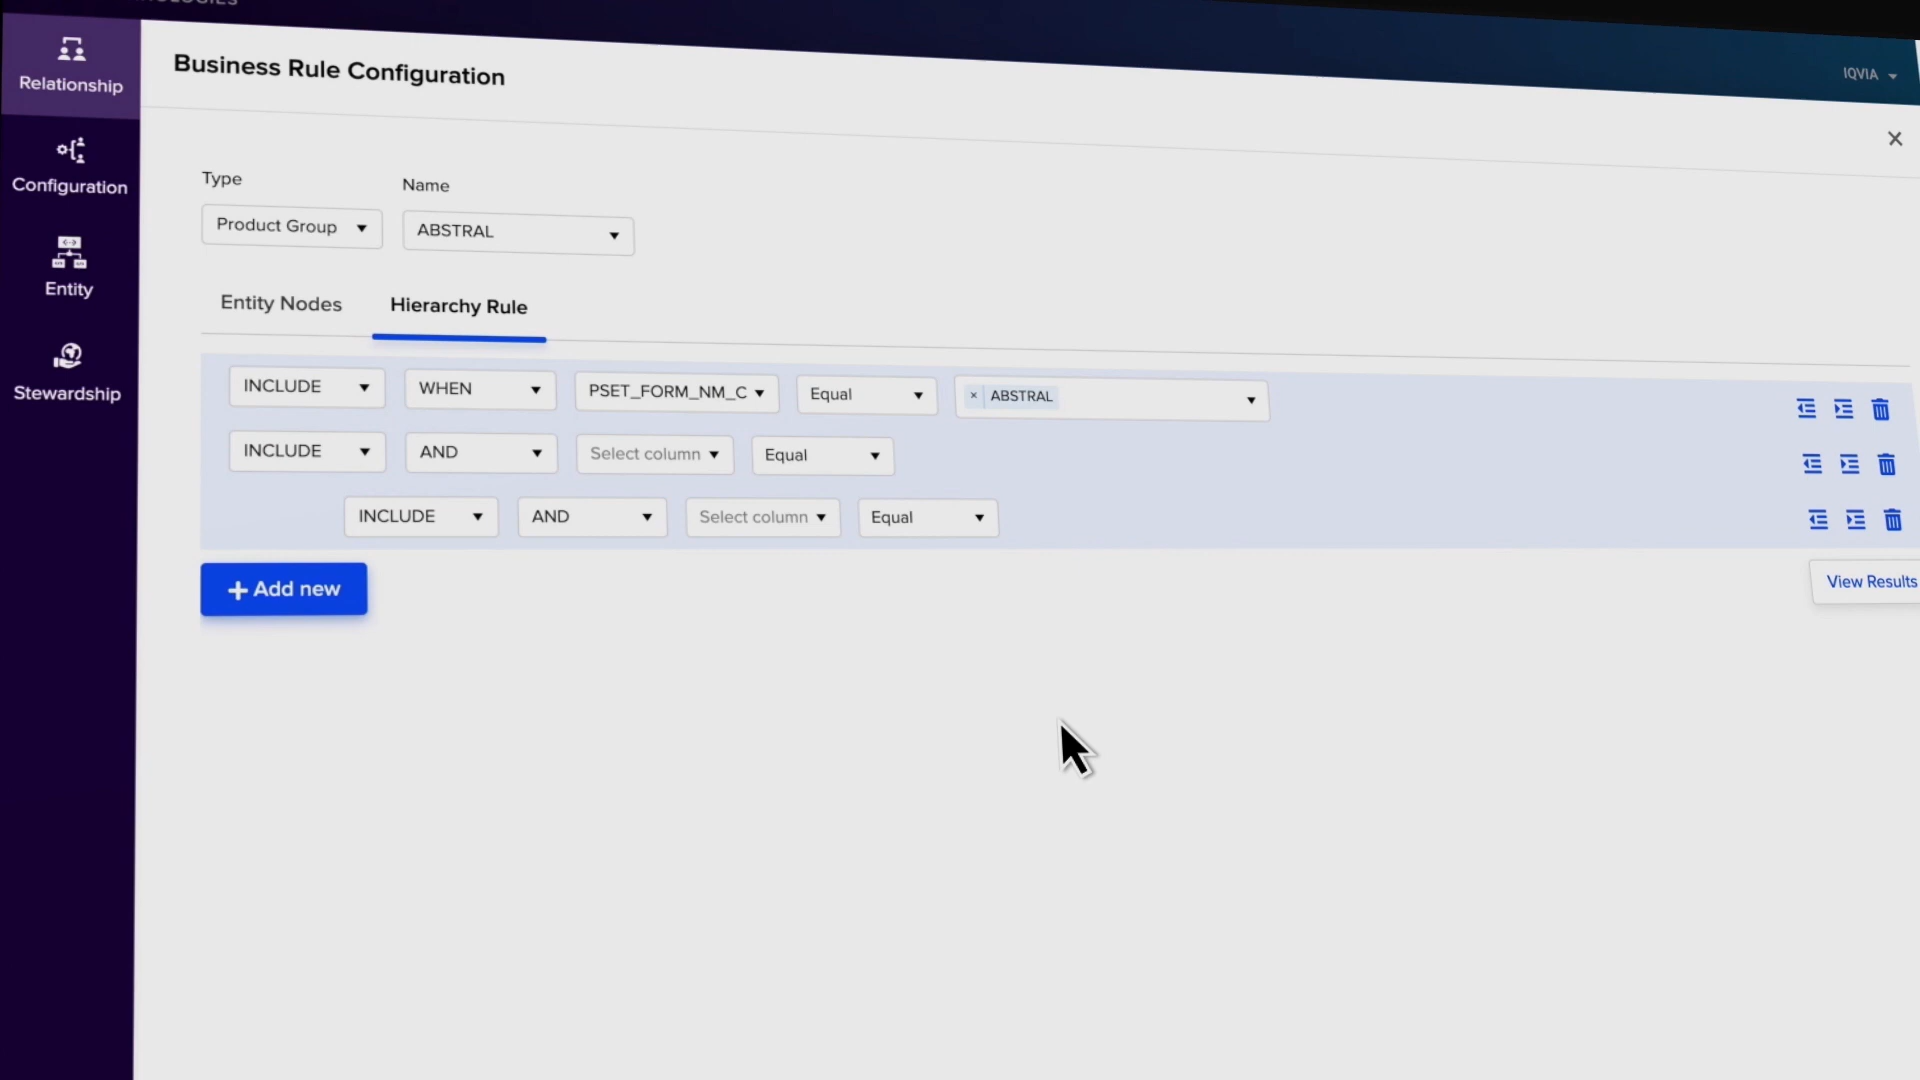 Relationship
Configuration
Entity
Stewardship
Business Rule Configuration
IQVIA
×
Type
Name
Product Group
ABSTRAL
Entity Nodes
Hierarchy Rule
INCLUDE WHEN PSET_FORM_NM_C Equal × ABSTRAL
INCLUDE AND Select column Equal
INCLUDE AND Select column Equal
+ Add new
View Results